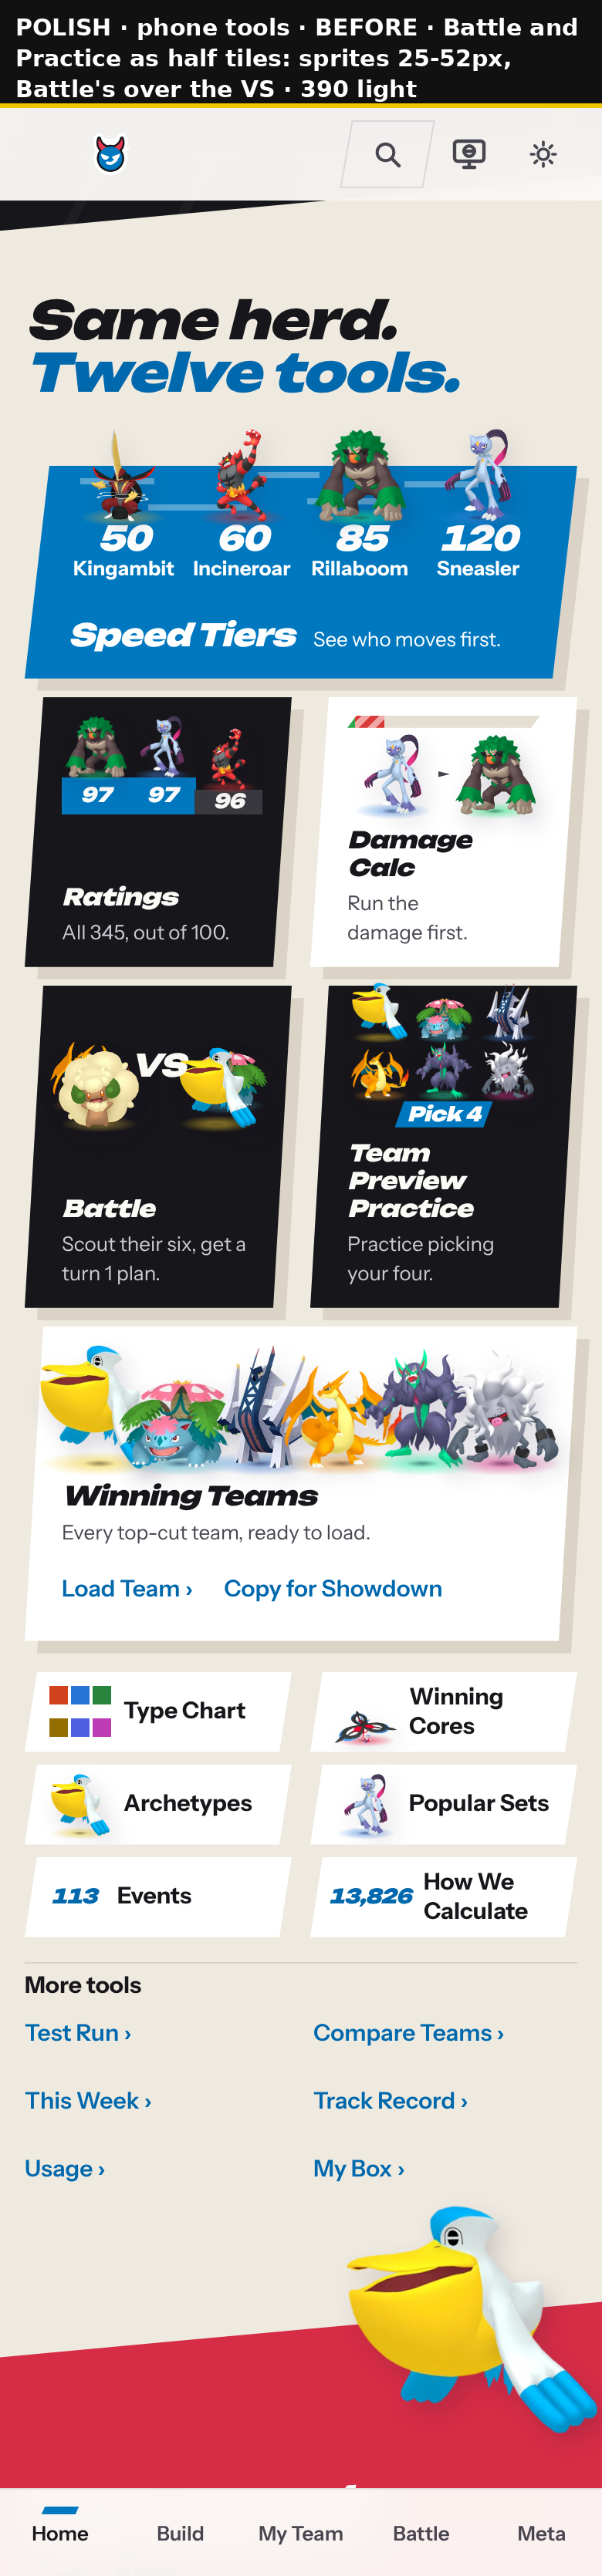 POLISH · phone tools · BEFORE · Battle and
Practice as half tiles: sprites 25-52px,
Battle's over the VS · 390 light
Same herd.
Twelve tools.
50 60 85 120
Kingambit Incineroar Rillaboom Sneasler
Speed Tiers See who moves first.
97 97 96
Ratings
All 345, out of 100.
Damage
Calc
Run the
damage first.
VS
Battle
Scout their six, get a
turn 1 plan.
Pick 4
Team
Preview
Practice
Practice picking
your four.
Winning Teams
Every top-cut team, ready to load.
Load Team › Copy for Showdown
Type Chart
Winning
Cores
Archetypes
Popular Sets
113 Events
13,826 How We
Calculate
More tools
Test Run › Compare Teams ›
This Week › Track Record ›
Usage › My Box ›
Home Build My Team Battle Meta